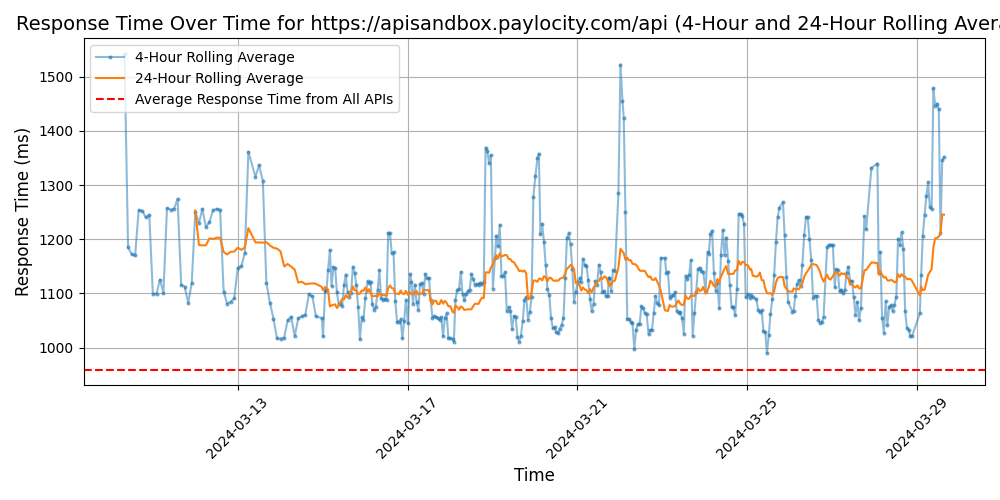 Response Time Over Time for https://apisandbox.paylocity.com/api (4-Hour and 24-Hour Rolling Avera
4-Hour Rolling Average
24-Hour Rolling Average
Average Response Time from All APIs
Response Time (ms)
1500
1400
1300
1200
1100
1000
2024-03-13
2024-03-17
2024-03-21
2024-03-25
2024-03-29
Time